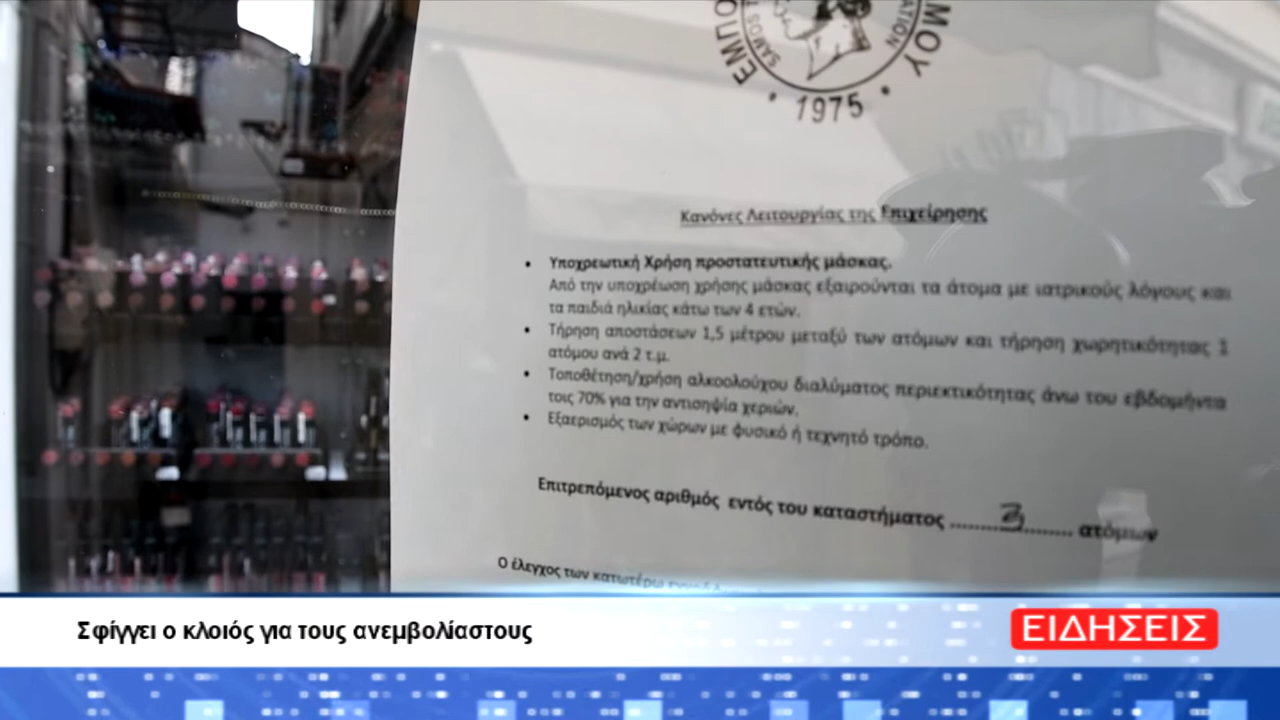 ΕΜΠΟ
ΜΟΥ
SAMOS
ATION
• 1975 •
Κανόνες Λειτουργίας της Επιχείρησης
• Υποχρεωτική Χρήση προστατευτικής μάσκας.
Από την υποχρέωση χρήσης μάσκας εξαιρούνται τα άτομα με ιατρικούς λόγους και
τα παιδιά ηλικίας κάτω των 4 ετών.
• Τήρηση αποστάσεων 1,5 μέτρου μεταξύ των ατόμων και τήρηση χωρητικότητας 1
ατόμου ανά 2 τ.μ.
• Τοποθέτηση/χρήση αλκοολούχου διαλύματος περιεκτικότητας άνω του εβδομήντα
τοις 70% για την αντισηψία χεριών.
• Εξαερισμός των χώρων με φυσικό ή τεχνητό τρόπο.
Επιτρεπόμενος αριθμός εντός του καταστήματος ..........3.......... ατόμων
Ο έλεγχος των κατωτέρω
Σφίγγει ο κλοιός για τους ανεμβολίαστους
ΕΙΔΗΣΕΙΣ